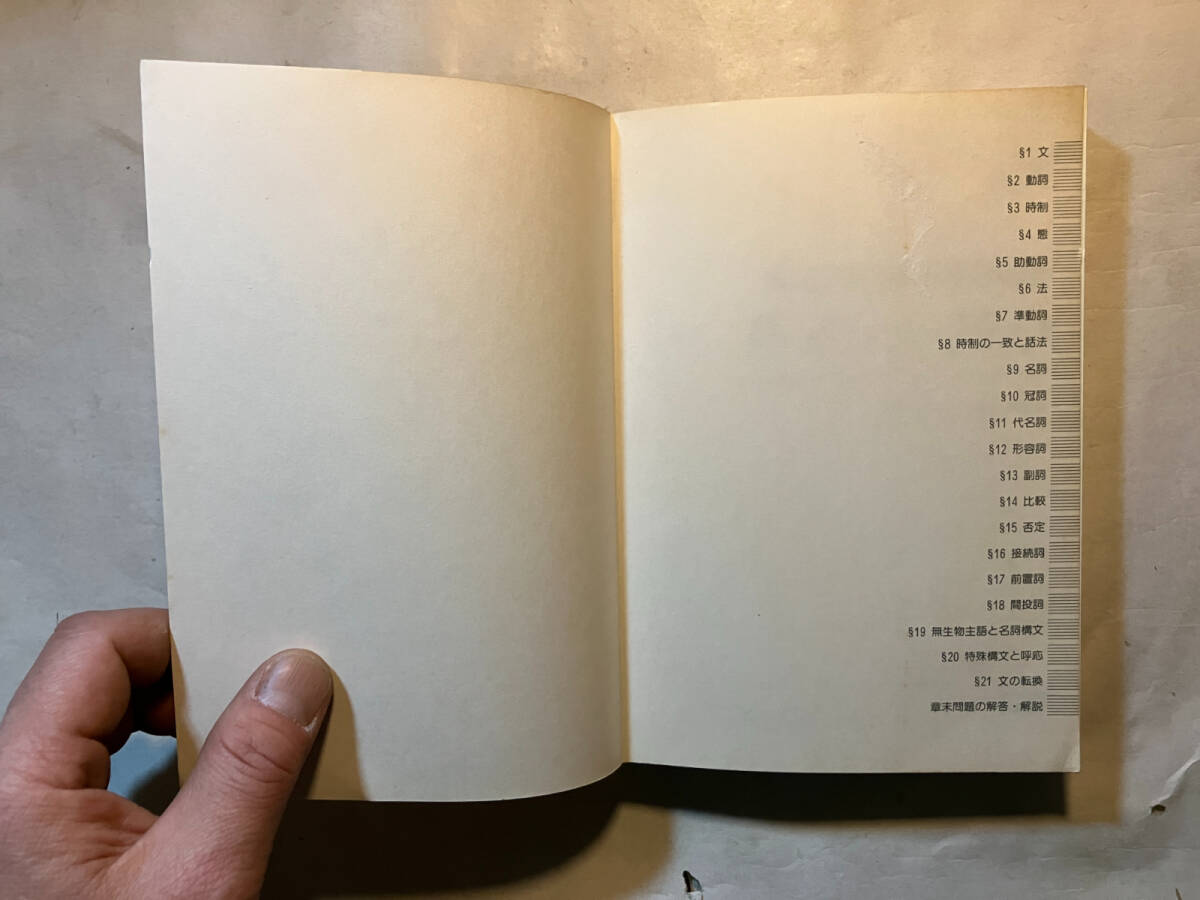 §1 文
§2 動詞
§3 時制
§4 態
§5 助動詞
§6 法
§7 準動詞
§8 時制の一致と話法
§9 名詞
§10 冠詞
§11 代名詞
§12 形容詞
§13 副詞
§14 比較
§15 否定
§16 接続詞
§17 前置詞
§18 間投詞
§19 無生物主語と名詞構文
§20 特殊構文と呼応
§21 文の転換
章末問題の解答・解説